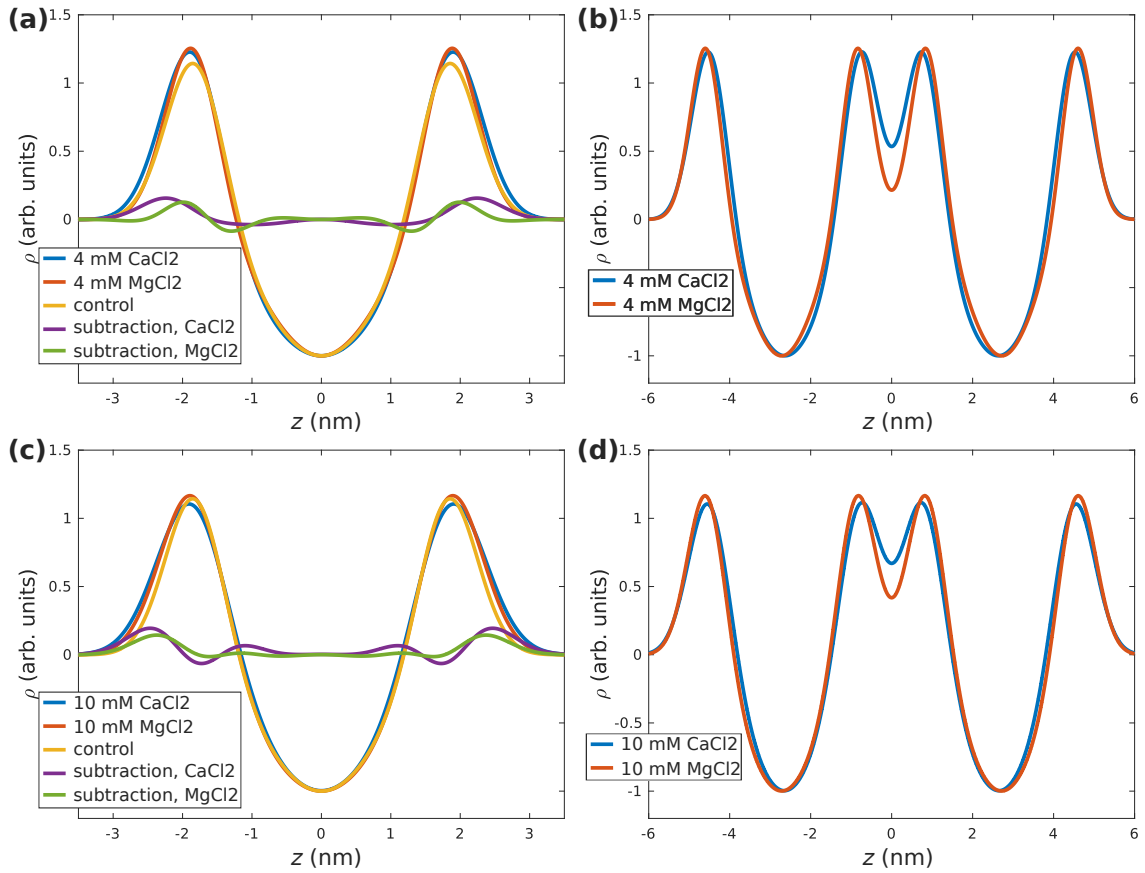 (a)
1.5
1
0.5
0
-1
ρ (arb. units)
4 mM CaCl2
4 mM MgCl2
control
subtraction, CaCl2
subtraction, MgCl2
-3 -2 -1 0 1 2 3
z (nm)
(b)
1.5
1
0.5
0
-1
ρ (arb. units)
4 mM CaCl2
4 mM MgCl2
-6 -4 -2 0 2 4 6
z (nm)
(c)
1.5
1
0.5
0
-1
ρ (arb. units)
10 mM CaCl2
10 mM MgCl2
control
subtraction, CaCl2
subtraction, MgCl2
-3 -2 -1 0 1 2 3
z (nm)
(d)
1.5
1
0.5
0
-0.5
-1
ρ (arb. units)
10 mM CaCl2
10 mM MgCl2
-6 -4 -2 0 2 4 6
z (nm)